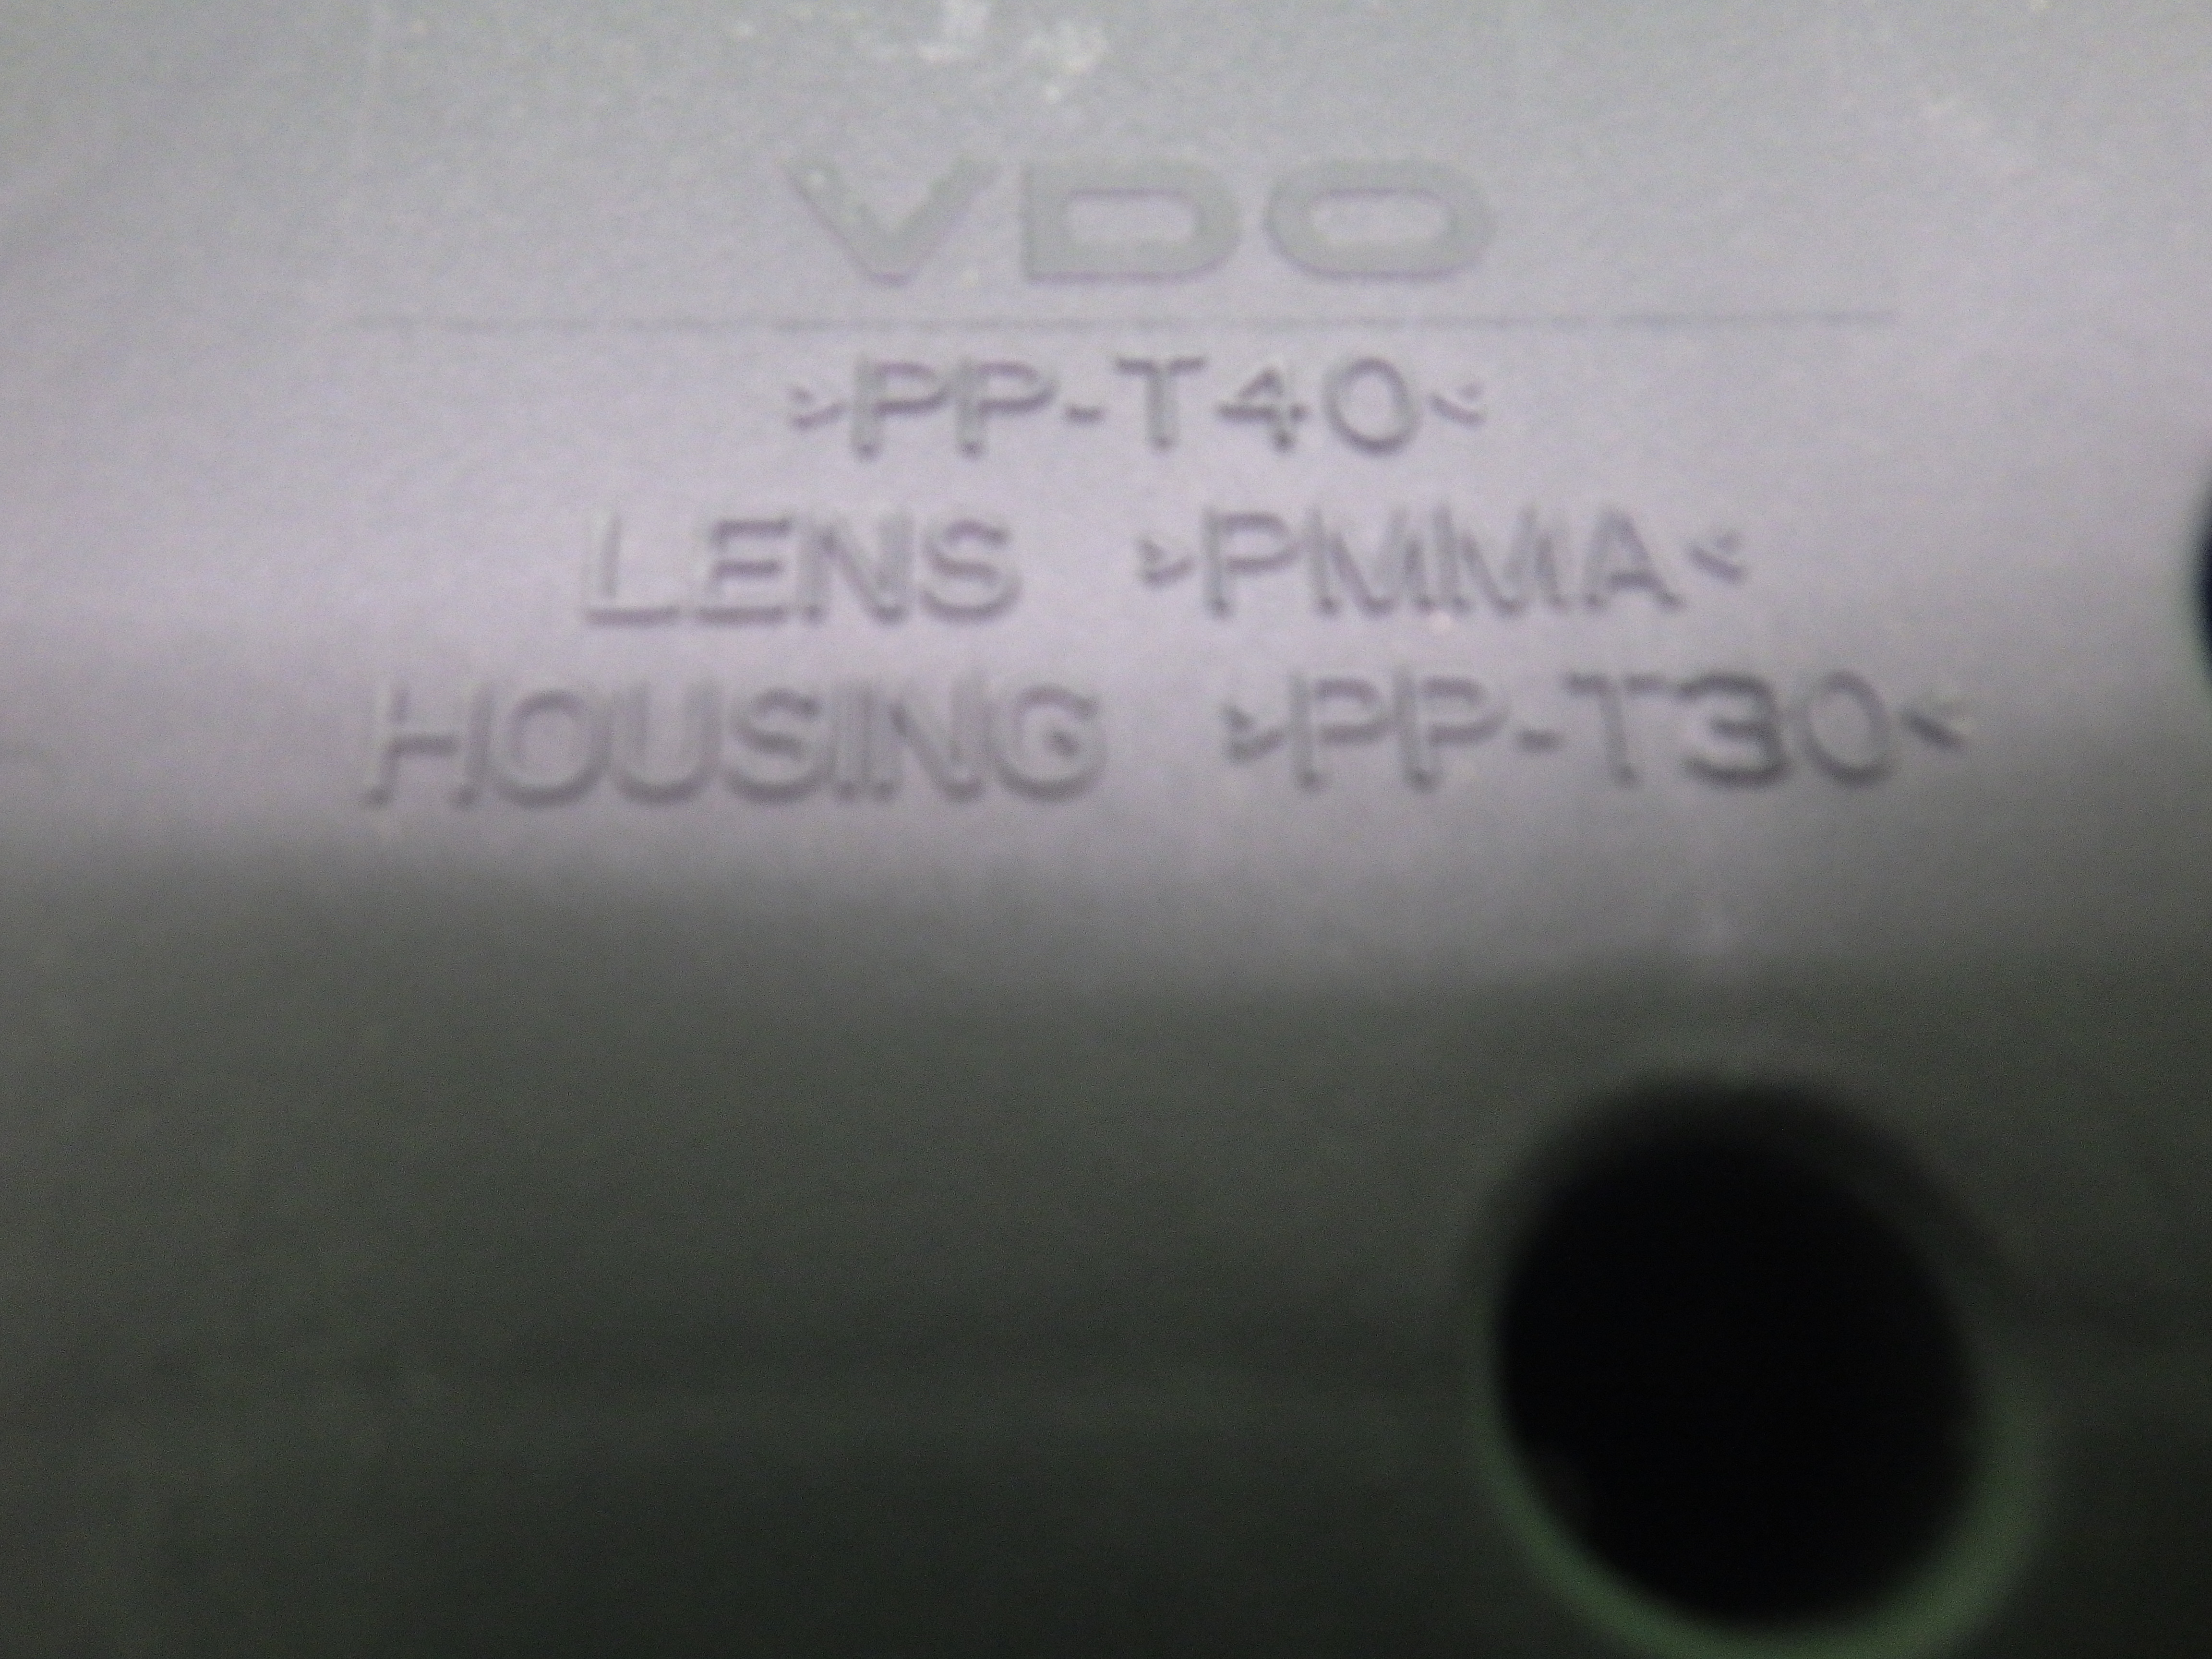 VDO
>PP-T40<
LENS >PMMA<
HOUSING >PP-T30<